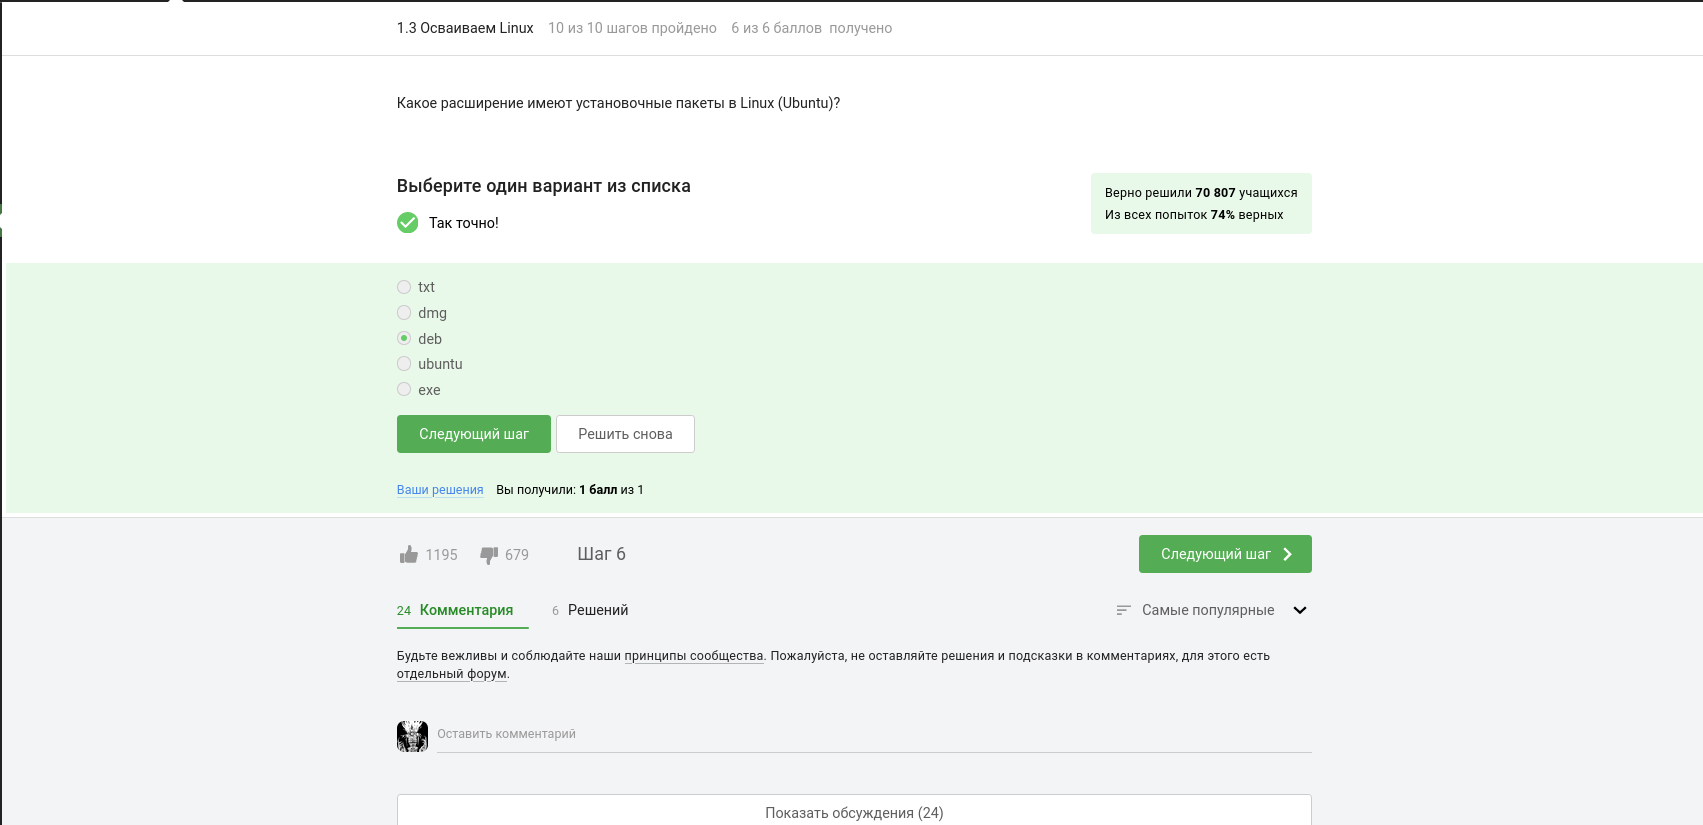 1.3 Осваиваем Linux 10 из 10 шагов пройдено 6 из 6 баллов получено
Какое расширение имеют установочные пакеты в Linux (Ubuntu)?
Выберите один вариант из списка
Так точно!
Верно решили 70 807 учащихся
Из всех попыток 74% верных
txt
dmg
deb
ubuntu
exe
Следующий шаг Решить снова
Ваши решения Вы получили: 1 балл из 1
1195 679 Шаг 6 Следующий шаг
24 Комментария 6 Решений Самые популярные
Будьте вежливы и соблюдайте наши принципы сообщества. Пожалуйста, не оставляйте решения и подсказки в комментариях, для этого есть
отдельный форум.
Оставить комментарий
Показать обсуждения (24)